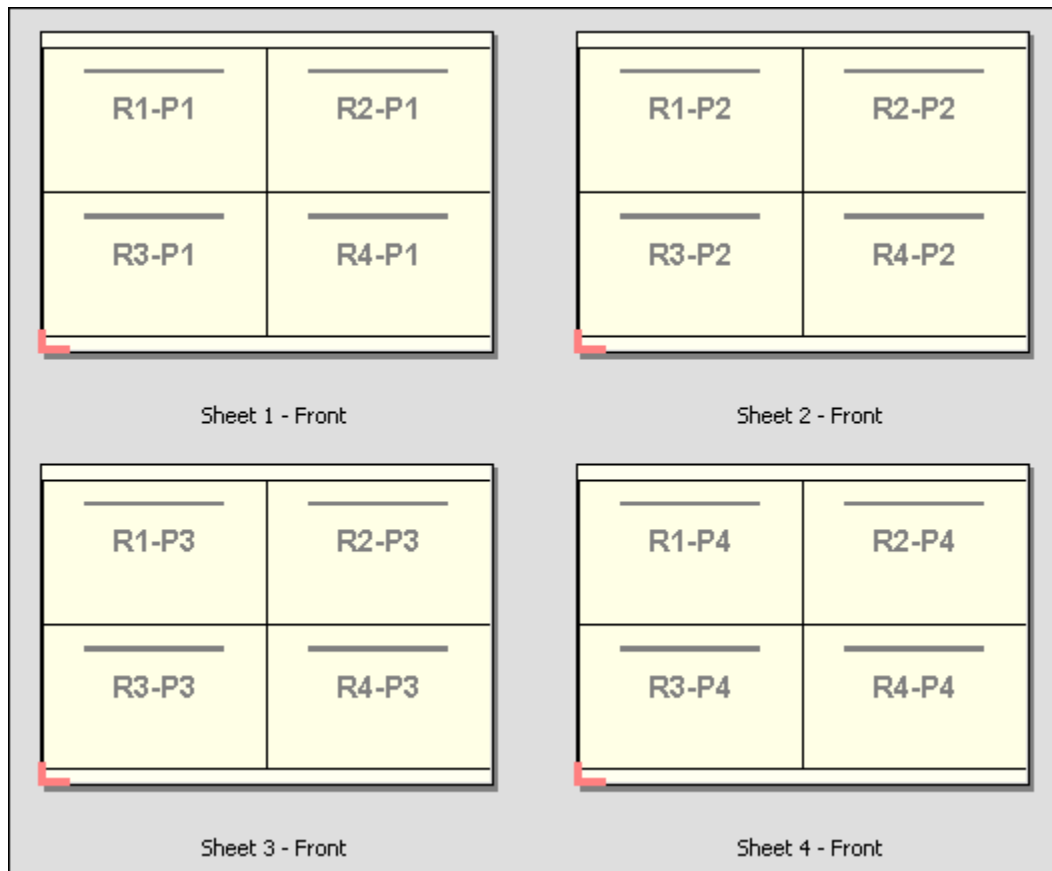 R1-P1 R2-P1 R1-P2 R2-P2
R3-P1 R4-P1 R3-P2 R4-P2
Sheet 1 - Front Sheet 2 - Front
R1-P3 R2-P3 R1-P4 R2-P4
R3-P3 R4-P3 R3-P4 R4-P4
Sheet 3 - Front Sheet 4 - Front